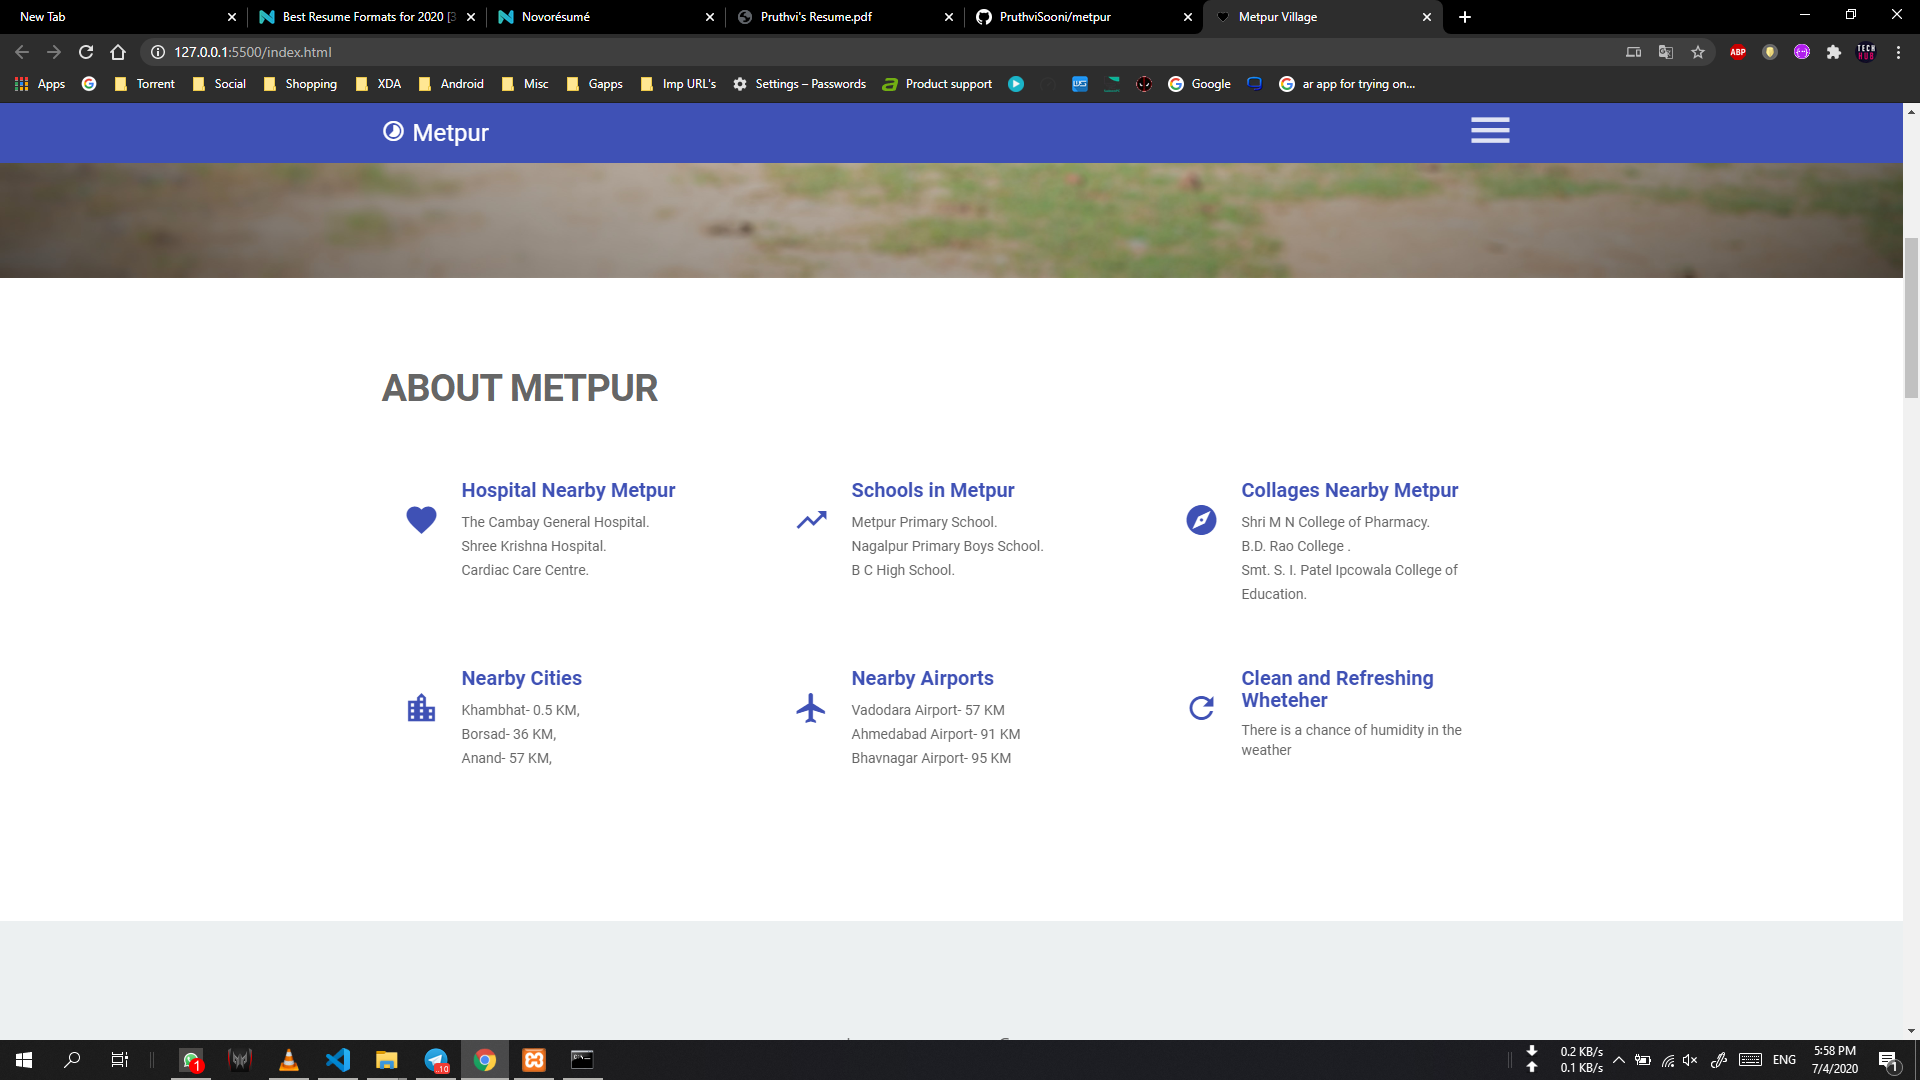 New Tab
Best Resume Formats for 2020 [3
Novorésumé
Pruthvi's Resume.pdf
PruthviSooni/metpur
Metpur Village
127.0.0.1:5500/index.html
ABP
TECH
HUB
Apps
Torrent
Social
Shopping
XDA
Android
Misc
Gapps
Imp URL's
Settings – Passwords
Product support
Google
ar app for trying on...
Metpur
ABOUT METPUR
Hospital Nearby Metpur
The Cambay General Hospital.
Shree Krishna Hospital.
Cardiac Care Centre.
Schools in Metpur
Metpur Primary School.
Nagalpur Primary Boys School.
B C High School.
Collages Nearby Metpur
Shri M N College of Pharmacy.
B.D. Rao College .
Smt. S. I. Patel Ipcowala College of
Education.
Nearby Cities
Khambhat- 0.5 KM,
Borsad- 36 KM,
Anand- 57 KM,
Nearby Airports
Vadodara Airport- 57 KM
Ahmedabad Airport- 91 KM
Bhavnagar Airport- 95 KM
Clean and Refreshing
Wheteher
There is a chance of humidity in the
weather
1
..10
0.2 KB/s
0.1 KB/s
ENG
5:58 PM
7/4/2020
1